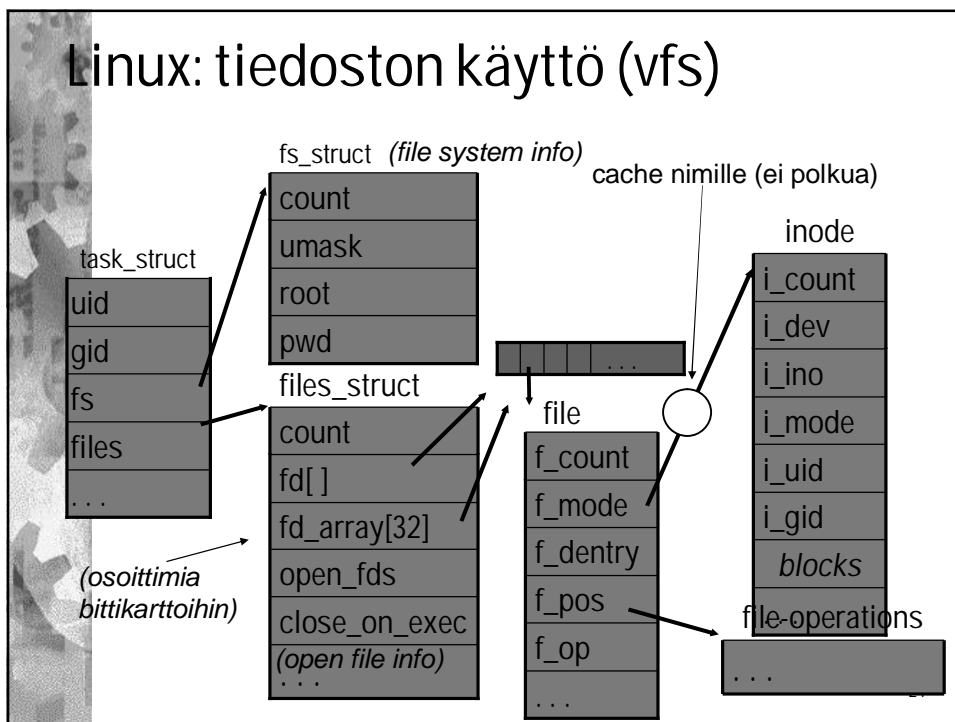 Linux: tiedoston käyttö (vfs)
fs_struct (file system info)
count
umask
root
pwd
task_struct
uid
gid
fs
files
. . .
files_struct
count
fd[ ]
fd_array[32]
open_fds
close_on_exec
(open file info)
. . .
(osoittimia
bittikarttoihin)
. . .
file
f_count
f_mode
f_dentry
f_pos
f_op
. . .
cache nimille (ei polkua)
inode
i_count
i_dev
i_ino
i_mode
i_uid
i_gid
blocks
file-operations
. . .